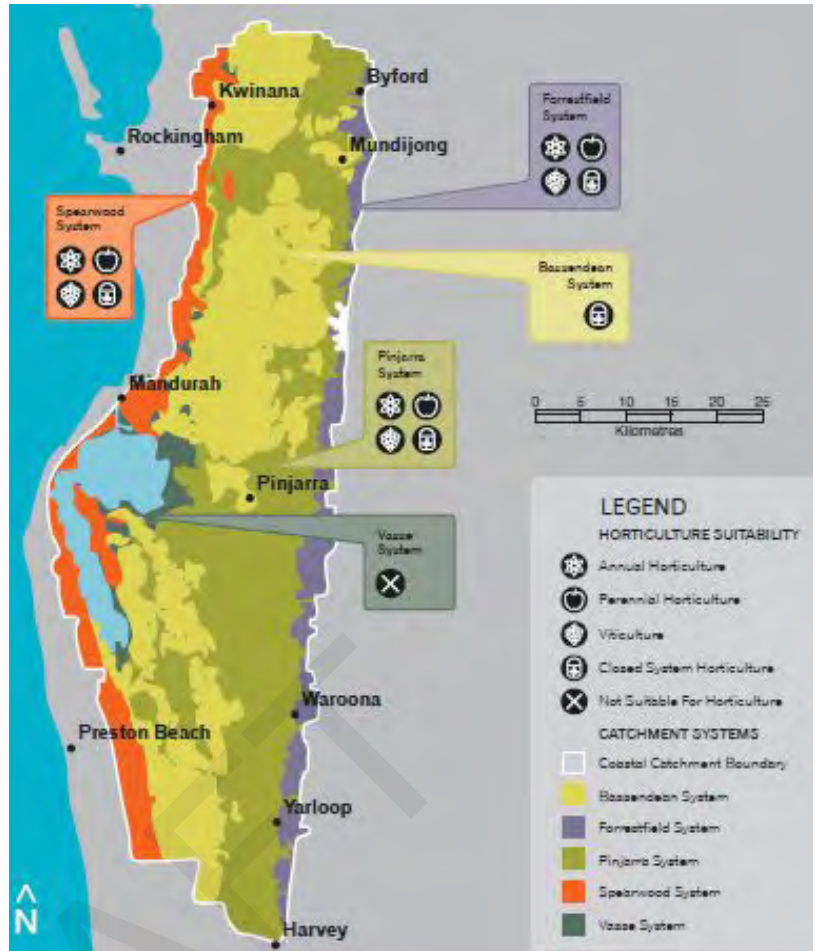 Kwinana
Byford
Rockingham
Mundijong
Forrestfield
System
Spearwood
System
Bassendean
System
Pinjarra
System
Mandurah
0 5 10 15 20 25
Kilometres
Pinjarra
Vasse
System
LEGEND
HORTICULTURE SUITABILITY
Annual Horticulture
Perennial Horticulture
Viticulture
Closed System Horticulture
Not Suitable For Horticulture
CATCHMENT SYSTEMS
Coastal Catchment Boundary
Bassendean System
Forrestfield System
Pinjarra System
Spearwood System
Vasse System
Waroona
Preston Beach
Yarloop
Harvey
N